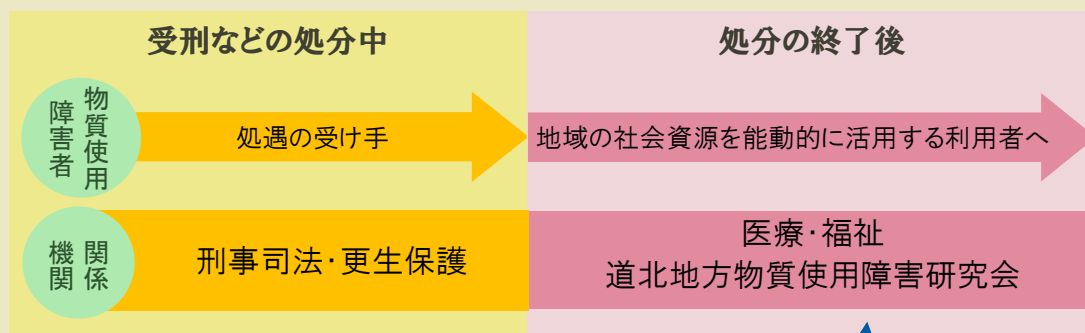 受刑などの処分中
処分の終了後
物質使用
障害者
処遇の受け手
地域の社会資源を能動的に活用する利用者へ
関係
機関
刑事司法・更生保護
医療・福祉
道北地方物質使用障害研究会